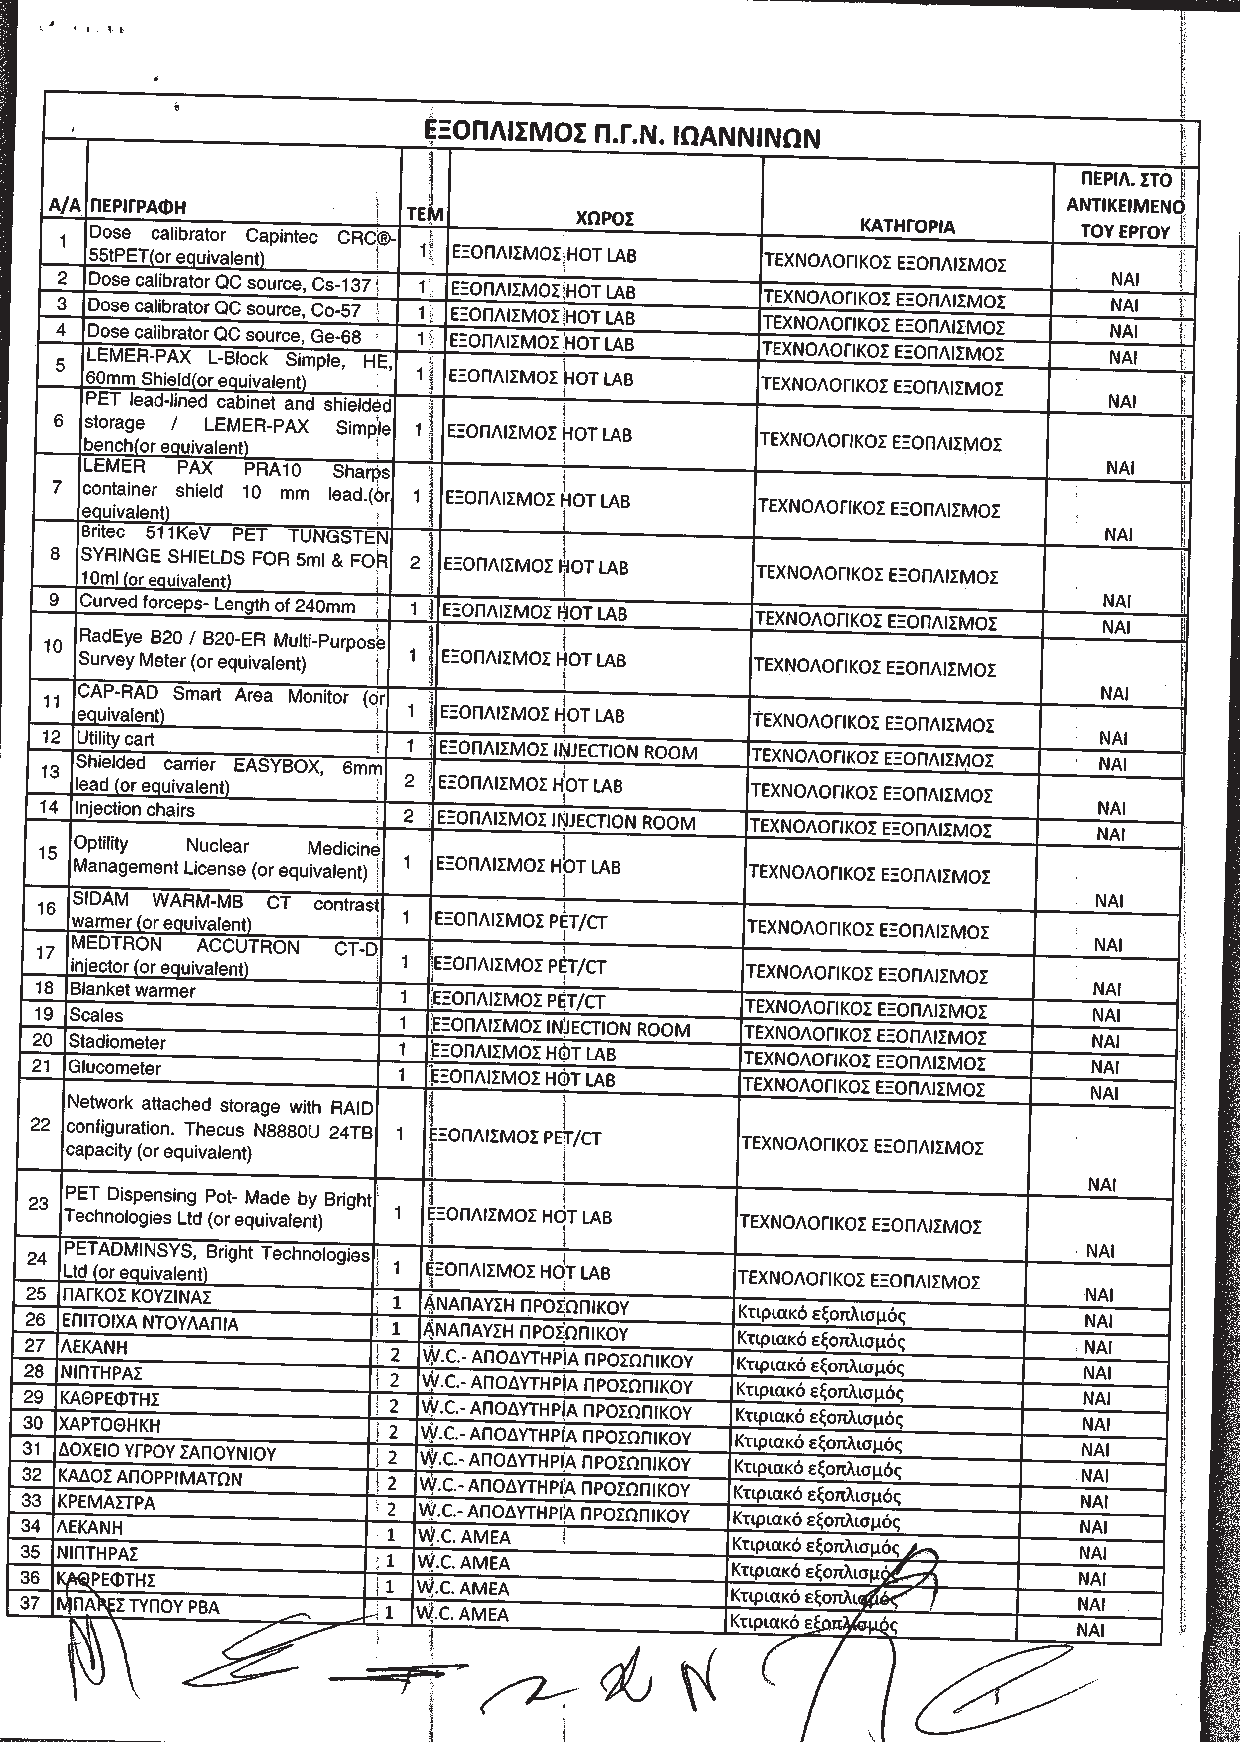 ΕΞΟΠΛΙΣΜΟΣ Π.Γ.Ν. ΙΩΑΝΝΙΝΩΝ
Α/Α ΠΕΡΙΓΡΑΦΗ ΤΕΜ ΧΩΡΟΣ ΚΑΤΗΓΟΡΙΑ ΠΕΡΙΛ. ΣΤΟ
ΑΝΤΙΚΕΙΜΕΝΟ
ΤΟΥ ΕΡΓΟΥ
1 Dose calibrator Capintec CRC®-
55tPET(or equivalent) 1 ΕΞΟΠΛΙΣΜΟΣ HOT LAB ΤΕΧΝΟΛΟΓΙΚΟΣ ΕΞΟΠΛΙΣΜΟΣ ΝΑΙ
2 Dose calibrator QC source, Cs-137 1 ΕΞΟΠΛΙΣΜΟΣ HOT LAB ΤΕΧΝΟΛΟΓΙΚΟΣ ΕΞΟΠΛΙΣΜΟΣ ΝΑΙ
3 Dose calibrator QC source, Co-57 1 ΕΞΟΠΛΙΣΜΟΣ HOT LAB ΤΕΧΝΟΛΟΓΙΚΟΣ ΕΞΟΠΛΙΣΜΟΣ ΝΑΙ
4 Dose calibrator QC source, Ge-68 1 ΕΞΟΠΛΙΣΜΟΣ HOT LAB ΤΕΧΝΟΛΟΓΙΚΟΣ ΕΞΟΠΛΙΣΜΟΣ ΝΑΙ
5 LEMER-PAX L-Block Simple, HE,
60mm Shield(or equivalent) 1 ΕΞΟΠΛΙΣΜΟΣ HOT LAB ΤΕΧΝΟΛΟΓΙΚΟΣ ΕΞΟΠΛΙΣΜΟΣ ΝΑΙ
6 PET lead-lined cabinet and shielded
storage / LEMER-PAX Simple
bench(or equivalent) 1 ΕΞΟΠΛΙΣΜΟΣ HOT LAB ΤΕΧΝΟΛΟΓΙΚΟΣ ΕΞΟΠΛΙΣΜΟΣ ΝΑΙ
7 LEMER PAX PRA10 Sharps
container shield 10 mm lead.(or
equivalent) 1 ΕΞΟΠΛΙΣΜΟΣ HOT LAB ΤΕΧΝΟΛΟΓΙΚΟΣ ΕΞΟΠΛΙΣΜΟΣ ΝΑΙ
8 Britec 511KeV PET TUNGSTEN
SYRINGE SHIELDS FOR 5ml & FOR
10ml (or equivalent) 2 ΕΞΟΠΛΙΣΜΟΣ HOT LAB ΤΕΧΝΟΛΟΓΙΚΟΣ ΕΞΟΠΛΙΣΜΟΣ ΝΑΙ
9 Curved forceps- Length of 240mm 1 ΕΞΟΠΛΙΣΜΟΣ HOT LAB ΤΕΧΝΟΛΟΓΙΚΟΣ ΕΞΟΠΛΙΣΜΟΣ ΝΑΙ
10 RadEye B20 / B20-ER Multi-Purpose
Survey Meter (or equivalent) 1 ΕΞΟΠΛΙΣΜΟΣ HOT LAB ΤΕΧΝΟΛΟΓΙΚΟΣ ΕΞΟΠΛΙΣΜΟΣ ΝΑΙ
11 CAP-RAD Smart Area Monitor (or
equivalent) 1 ΕΞΟΠΛΙΣΜΟΣ HOT LAB ΤΕΧΝΟΛΟΓΙΚΟΣ ΕΞΟΠΛΙΣΜΟΣ ΝΑΙ
12 Utility cart 1 ΕΞΟΠΛΙΣΜΟΣ INJECTION ROOM ΤΕΧΝΟΛΟΓΙΚΟΣ ΕΞΟΠΛΙΣΜΟΣ ΝΑΙ
13 Shielded carrier EASYBOX, 6mm
lead (or equivalent) 2 ΕΞΟΠΛΙΣΜΟΣ HOT LAB ΤΕΧΝΟΛΟΓΙΚΟΣ ΕΞΟΠΛΙΣΜΟΣ ΝΑΙ
14 Injection chairs 2 ΕΞΟΠΛΙΣΜΟΣ INJECTION ROOM ΤΕΧΝΟΛΟΓΙΚΟΣ ΕΞΟΠΛΙΣΜΟΣ ΝΑΙ
15 Optility Nuclear Medicine
Management License (or equivalent) 1 ΕΞΟΠΛΙΣΜΟΣ HOT LAB ΤΕΧΝΟΛΟΓΙΚΟΣ ΕΞΟΠΛΙΣΜΟΣ ΝΑΙ
16 SIDAM WARM-MB CT contrast
warmer (or equivalent) 1 ΕΞΟΠΛΙΣΜΟΣ PET/CT ΤΕΧΝΟΛΟΓΙΚΟΣ ΕΞΟΠΛΙΣΜΟΣ ΝΑΙ
17 MEDTRON ACCUTRON CT-D
injector (or equivalent) 1 ΕΞΟΠΛΙΣΜΟΣ PET/CT ΤΕΧΝΟΛΟΓΙΚΟΣ ΕΞΟΠΛΙΣΜΟΣ ΝΑΙ
18 Blanket warmer 1 ΕΞΟΠΛΙΣΜΟΣ PET/CT ΤΕΧΝΟΛΟΓΙΚΟΣ ΕΞΟΠΛΙΣΜΟΣ ΝΑΙ
19 Scales 1 ΕΞΟΠΛΙΣΜΟΣ INJECTION ROOM ΤΕΧΝΟΛΟΓΙΚΟΣ ΕΞΟΠΛΙΣΜΟΣ ΝΑΙ
20 Stadiometer 1 ΕΞΟΠΛΙΣΜΟΣ HOT LAB ΤΕΧΝΟΛΟΓΙΚΟΣ ΕΞΟΠΛΙΣΜΟΣ ΝΑΙ
21 Glucometer 1 ΕΞΟΠΛΙΣΜΟΣ HOT LAB ΤΕΧΝΟΛΟΓΙΚΟΣ ΕΞΟΠΛΙΣΜΟΣ ΝΑΙ
22 Network attached storage with RAID
configuration. Thecus N8880U 24TB
capacity (or equivalent) 1 ΕΞΟΠΛΙΣΜΟΣ PET/CT ΤΕΧΝΟΛΟΓΙΚΟΣ ΕΞΟΠΛΙΣΜΟΣ ΝΑΙ
23 PET Dispensing Pot- Made by Bright
Technologies Ltd (or equivalent) 1 ΕΞΟΠΛΙΣΜΟΣ HOT LAB ΤΕΧΝΟΛΟΓΙΚΟΣ ΕΞΟΠΛΙΣΜΟΣ ΝΑΙ
24 PETADMINSYS, Bright Technologies
Ltd (or equivalent) 1 ΕΞΟΠΛΙΣΜΟΣ HOT LAB ΤΕΧΝΟΛΟΓΙΚΟΣ ΕΞΟΠΛΙΣΜΟΣ ΝΑΙ
25 ΠΑΓΚΟΣ ΚΟΥΖΙΝΑΣ 1 ΑΝΑΠΑΥΣΗ ΠΡΟΣΩΠΙΚΟΥ Κτιριακό εξοπλισμός ΝΑΙ
26 ΕΠΙΤΟΙΧΑ ΝΤΟΥΛΑΠΙΑ 1 ΑΝΑΠΑΥΣΗ ΠΡΟΣΩΠΙΚΟΥ Κτιριακό εξοπλισμός ΝΑΙ
27 ΛΕΚΑΝΗ 2 W.C.- ΑΠΟΔΥΤΗΡΙΑ ΠΡΟΣΩΠΙΚΟΥ Κτιριακό εξοπλισμός ΝΑΙ
28 ΝΙΠΤΗΡΑΣ 2 W.C.- ΑΠΟΔΥΤΗΡΙΑ ΠΡΟΣΩΠΙΚΟΥ Κτιριακό εξοπλισμός ΝΑΙ
29 ΚΑΘΡΕΦΤΗΣ 2 W.C.- ΑΠΟΔΥΤΗΡΙΑ ΠΡΟΣΩΠΙΚΟΥ Κτιριακό εξοπλισμός ΝΑΙ
30 ΧΑΡΤΟΘΗΚΗ 2 W.C.- ΑΠΟΔΥΤΗΡΙΑ ΠΡΟΣΩΠΙΚΟΥ Κτιριακό εξοπλισμός ΝΑΙ
31 ΔΟΧΕΙΟ ΥΓΡΟΥ ΣΑΠΟΥΝΙΟΥ 2 W.C.- ΑΠΟΔΥΤΗΡΙΑ ΠΡΟΣΩΠΙΚΟΥ Κτιριακό εξοπλισμός ΝΑΙ
32 ΚΑΔΟΣ ΑΠΟΡΡΙΜΑΤΩΝ 2 W.C.- ΑΠΟΔΥΤΗΡΙΑ ΠΡΟΣΩΠΙΚΟΥ Κτιριακό εξοπλισμός ΝΑΙ
33 ΚΡΕΜΑΣΤΡΑ 2 W.C.- ΑΠΟΔΥΤΗΡΙΑ ΠΡΟΣΩΠΙΚΟΥ Κτιριακό εξοπλισμός ΝΑΙ
34 ΛΕΚΑΝΗ 1 W.C. ΑΜΕΑ Κτιριακό εξοπλισμός ΝΑΙ
35 ΝΙΠΤΗΡΑΣ 1 W.C. ΑΜΕΑ Κτιριακό εξοπλισμός ΝΑΙ
36 ΚΑΘΡΕΦΤΗΣ 1 W.C. ΑΜΕΑ Κτιριακό εξοπλισμός ΝΑΙ
37 ΜΠΑΡΕΣ ΤΥΠΟΥ PBA 1 W.C. ΑΜΕΑ Κτιριακό εξοπλισμός ΝΑΙ